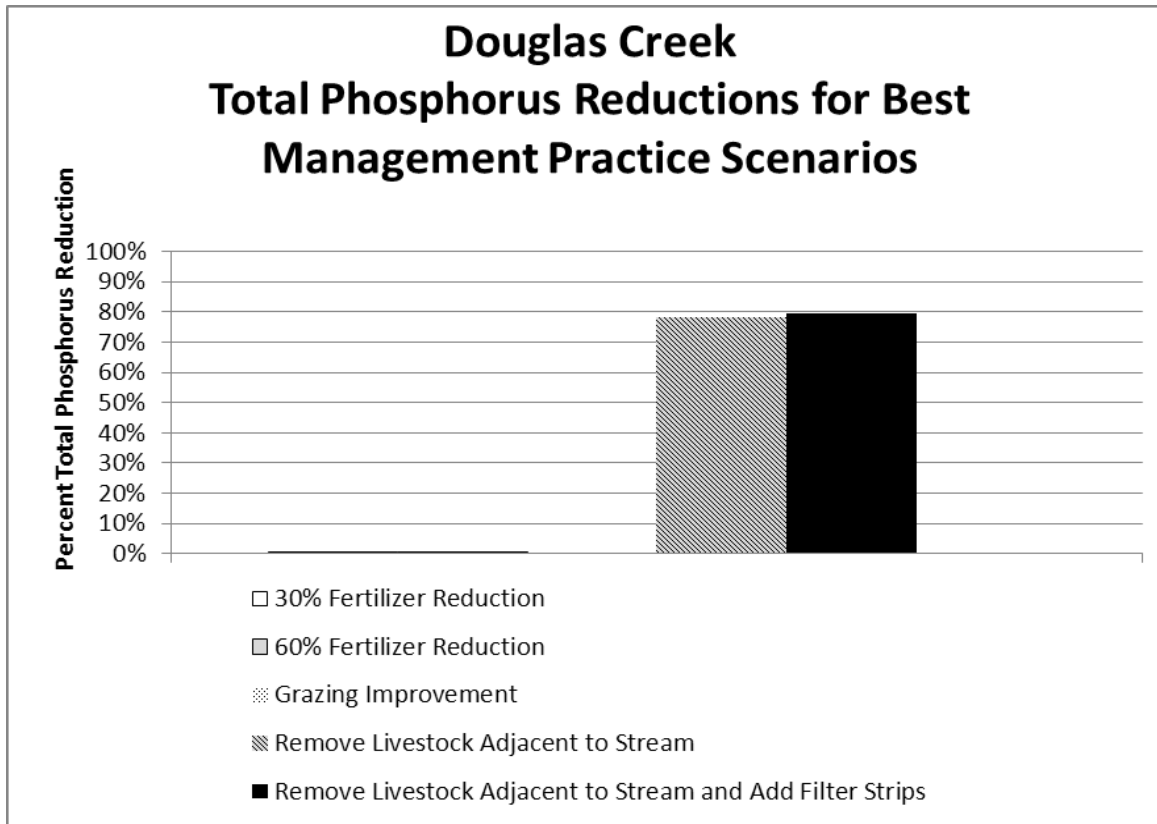 Douglas Creek
Total Phosphorus Reductions for Best
Management Practice Scenarios
Percent Total Phosphorus Reduction
100%
90%
80%
70%
60%
50%
40%
30%
20%
10%
0%
30% Fertilizer Reduction
60% Fertilizer Reduction
Grazing Improvement
Remove Livestock Adjacent to Stream
Remove Livestock Adjacent to Stream and Add Filter Strips